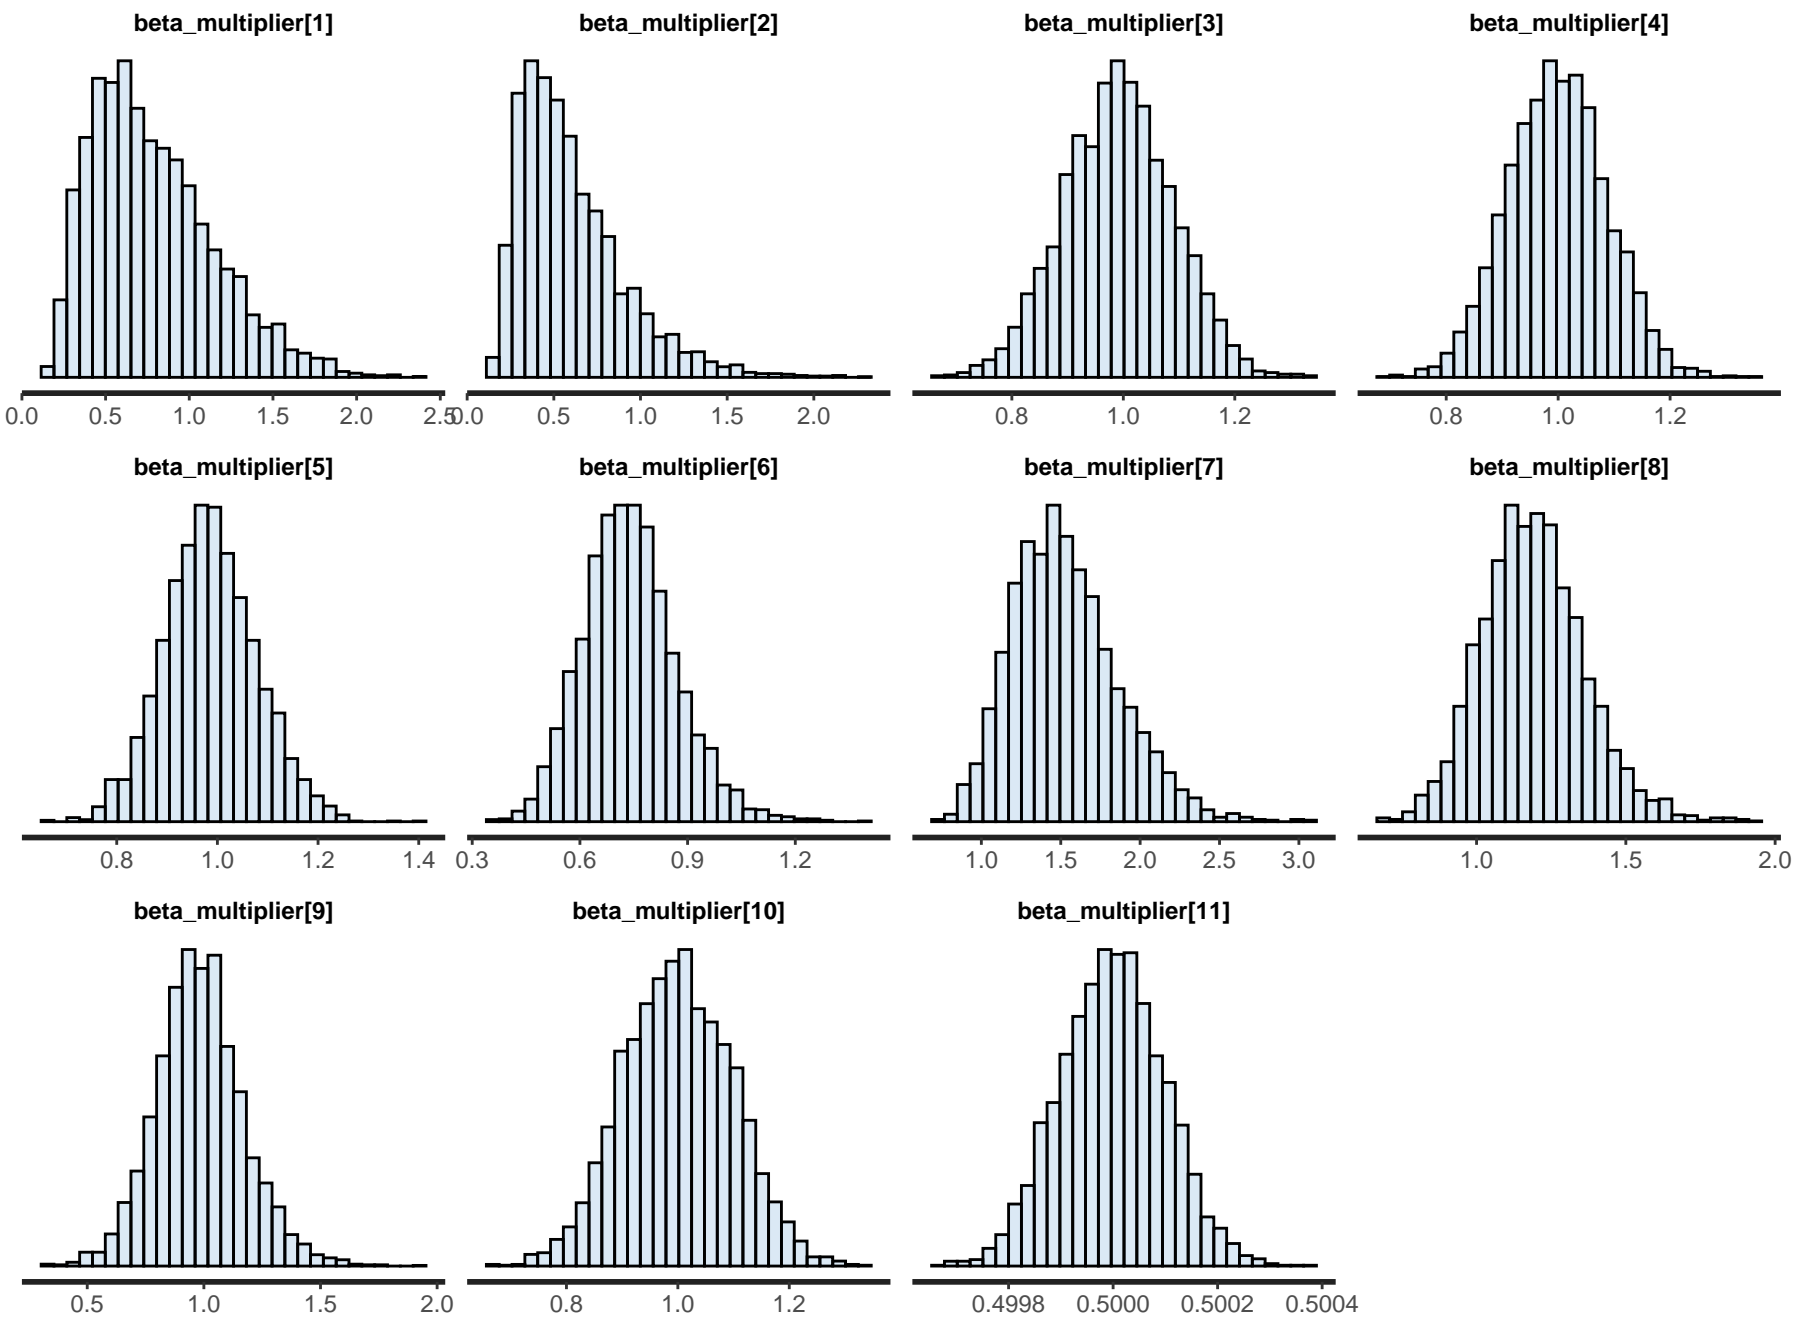 beta_multiplier[1] beta_multiplier[2] beta_multiplier[3] beta_multiplier[4]
0.0 0.5 1.0 1.5 2.0 2.5 0.0 0.5 1.0 1.5 2.0 0.8 1.0 1.2 0.8 1.0 1.2
beta_multiplier[5] beta_multiplier[6] beta_multiplier[7] beta_multiplier[8]
0.8 1.0 1.2 1.4 0.3 0.6 0.9 1.2 1.0 1.5 2.0 2.5 3.0 1.0 1.5 2.0
beta_multiplier[9] beta_multiplier[10] beta_multiplier[11]
0.5 1.0 1.5 2.0 0.8 1.0 1.2 0.4998 0.5000 0.5002 0.5004